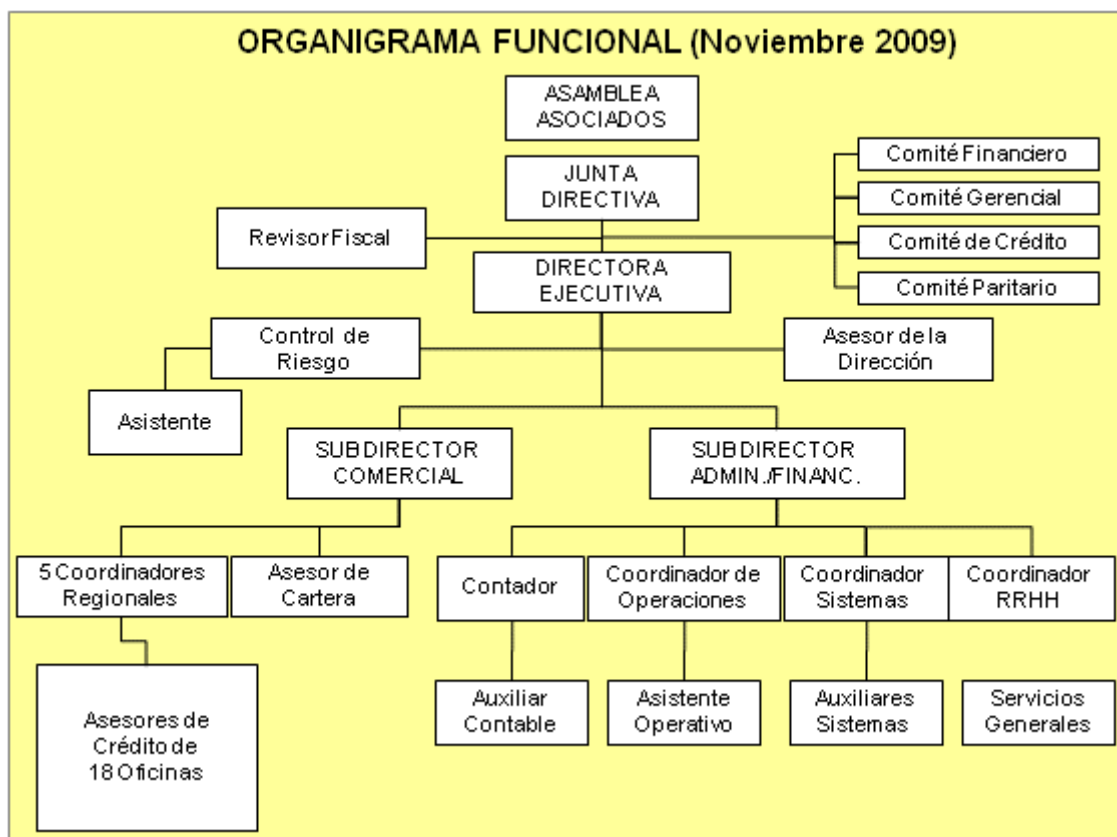 ORGANIGRAMA FUNCIONAL (Noviembre 2009)
ASAMBLEA
ASOCIADOS
JUNTA
DIRECTIVA
Comité Financiero
Comité Gerencial
Comité de Crédito
Comité Paritario
Revisor Fiscal
DIRECTORA
EJECUTIVA
Control de
Riesgo
Asesor de la
Dirección
Asistente
SUBDIRECTOR
COMERCIAL
SUBDIRECTOR
ADMIN./FINANC.
5 Coordinadores
Regionales
Asesor de
Cartera
Contador
Coordinador de
Operaciones
Coordinador
Sistemas
Coordinador
RRHH
Asesores de
Crédito de
18 Oficinas
Auxiliar
Contable
Asistente
Operativo
Auxiliares
Sistemas
Servicios
Generales